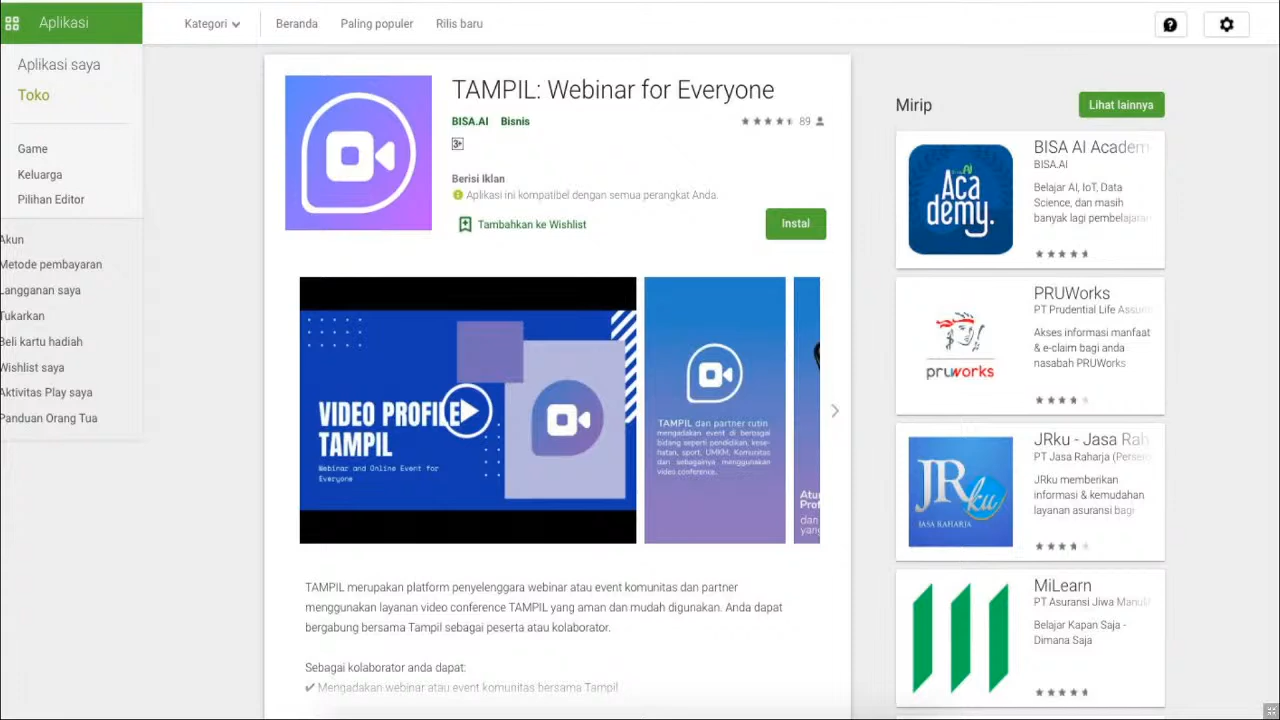 Aplikasi
Kategori
Beranda
Paling populer
Rilis baru
Aplikasi saya
Toko
Game
Keluarga
Pilihan Editor
Akun
Metode pembayaran
Langganan saya
Tukarkan
Beli kartu hadiah
Wishlist saya
Aktivitas Play saya
Panduan Orang Tua
TAMPIL: Webinar for Everyone
BISA.AI Bisnis
89
3+
Berisi Iklan
Aplikasi ini kompatibel dengan semua perangkat Anda.
Tambahkan ke Wishlist
Instal
VIDEO PROFILE
TAMPIL
Webinar and Online Event for
Everyone
TAMPIL dan partner rutin
mengadakan event di berbagai
bidang seperti pendidikan, kese-
hatan, sport, UMKM, Komunitas
dan sebagainya menggunakan
video conference.
Atu
Prof
dan
yang
TAMPIL merupakan platform penyelenggara webinar atau event komunitas dan partner
menggunakan layanan video conference TAMPIL yang aman dan mudah digunakan. Anda dapat
bergabung bersama Tampil sebagai peserta atau kolaborator.
Sebagai kolaborator anda dapat:
✔ Mengadakan webinar atau event komunitas bersama Tampil
Mirip
Lihat lainnya
Aca
demy.
BISA AI Academ
BISA.AI
Belajar AI, IoT, Data
Science, dan masih
banyak lagi pembelajaran
pruworks
PRUWorks
PT Prudential Life Assur
Akses informasi manfaat
& e-claim bagi anda
nasabah PRUWorks
JRku
JASA RAHARJA
JRku - Jasa Rah
PT Jasa Raharja (Perser
JRku memberikan
informasi & kemudahan
layanan asuransi bagi
MiLearn
PT Asuransi Jiwa Manul
Belajar Kapan Saja -
Dimana Saja